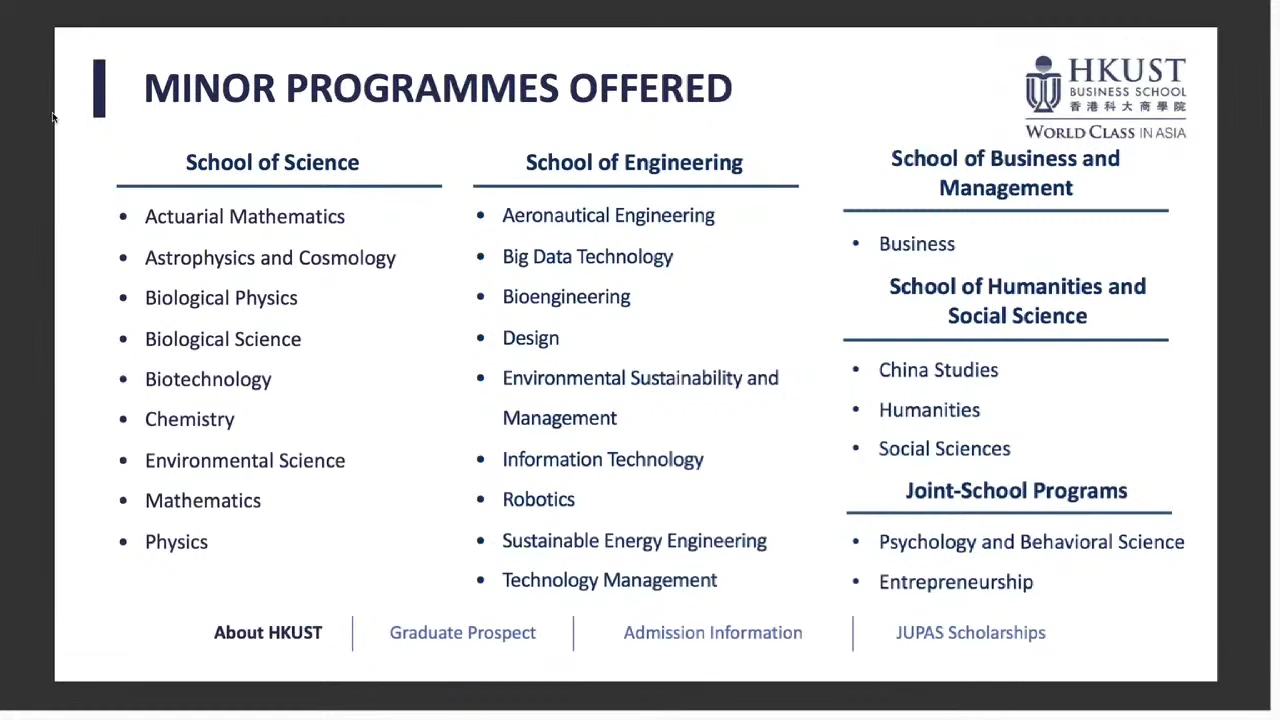 MINOR PROGRAMMES OFFERED
HKUST
BUSINESS SCHOOL
香港科大商學院
WORLD CLASS IN ASIA
School of Science
• Actuarial Mathematics
• Astrophysics and Cosmology
• Biological Physics
• Biological Science
• Biotechnology
• Chemistry
• Environmental Science
• Mathematics
• Physics
School of Engineering
• Aeronautical Engineering
• Big Data Technology
• Bioengineering
• Design
• Environmental Sustainability and
Management
• Information Technology
• Robotics
• Sustainable Energy Engineering
• Technology Management
School of Business and
Management
• Business
School of Humanities and
Social Science
• China Studies
• Humanities
• Social Sciences
Joint-School Programs
• Psychology and Behavioral Science
• Entrepreneurship
About HKUST
Graduate Prospect
Admission Information
JUPAS Scholarships